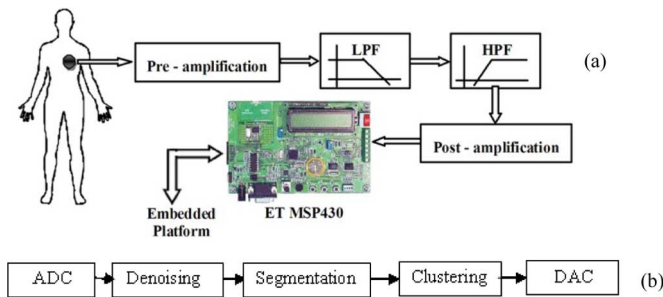 LPF
HPF
(a)
Pre - amplification
Post - amplification
Embedded
Platform
ET MSP430
ADC
Denoising
Segmentation
Clustering
DAC
(b)